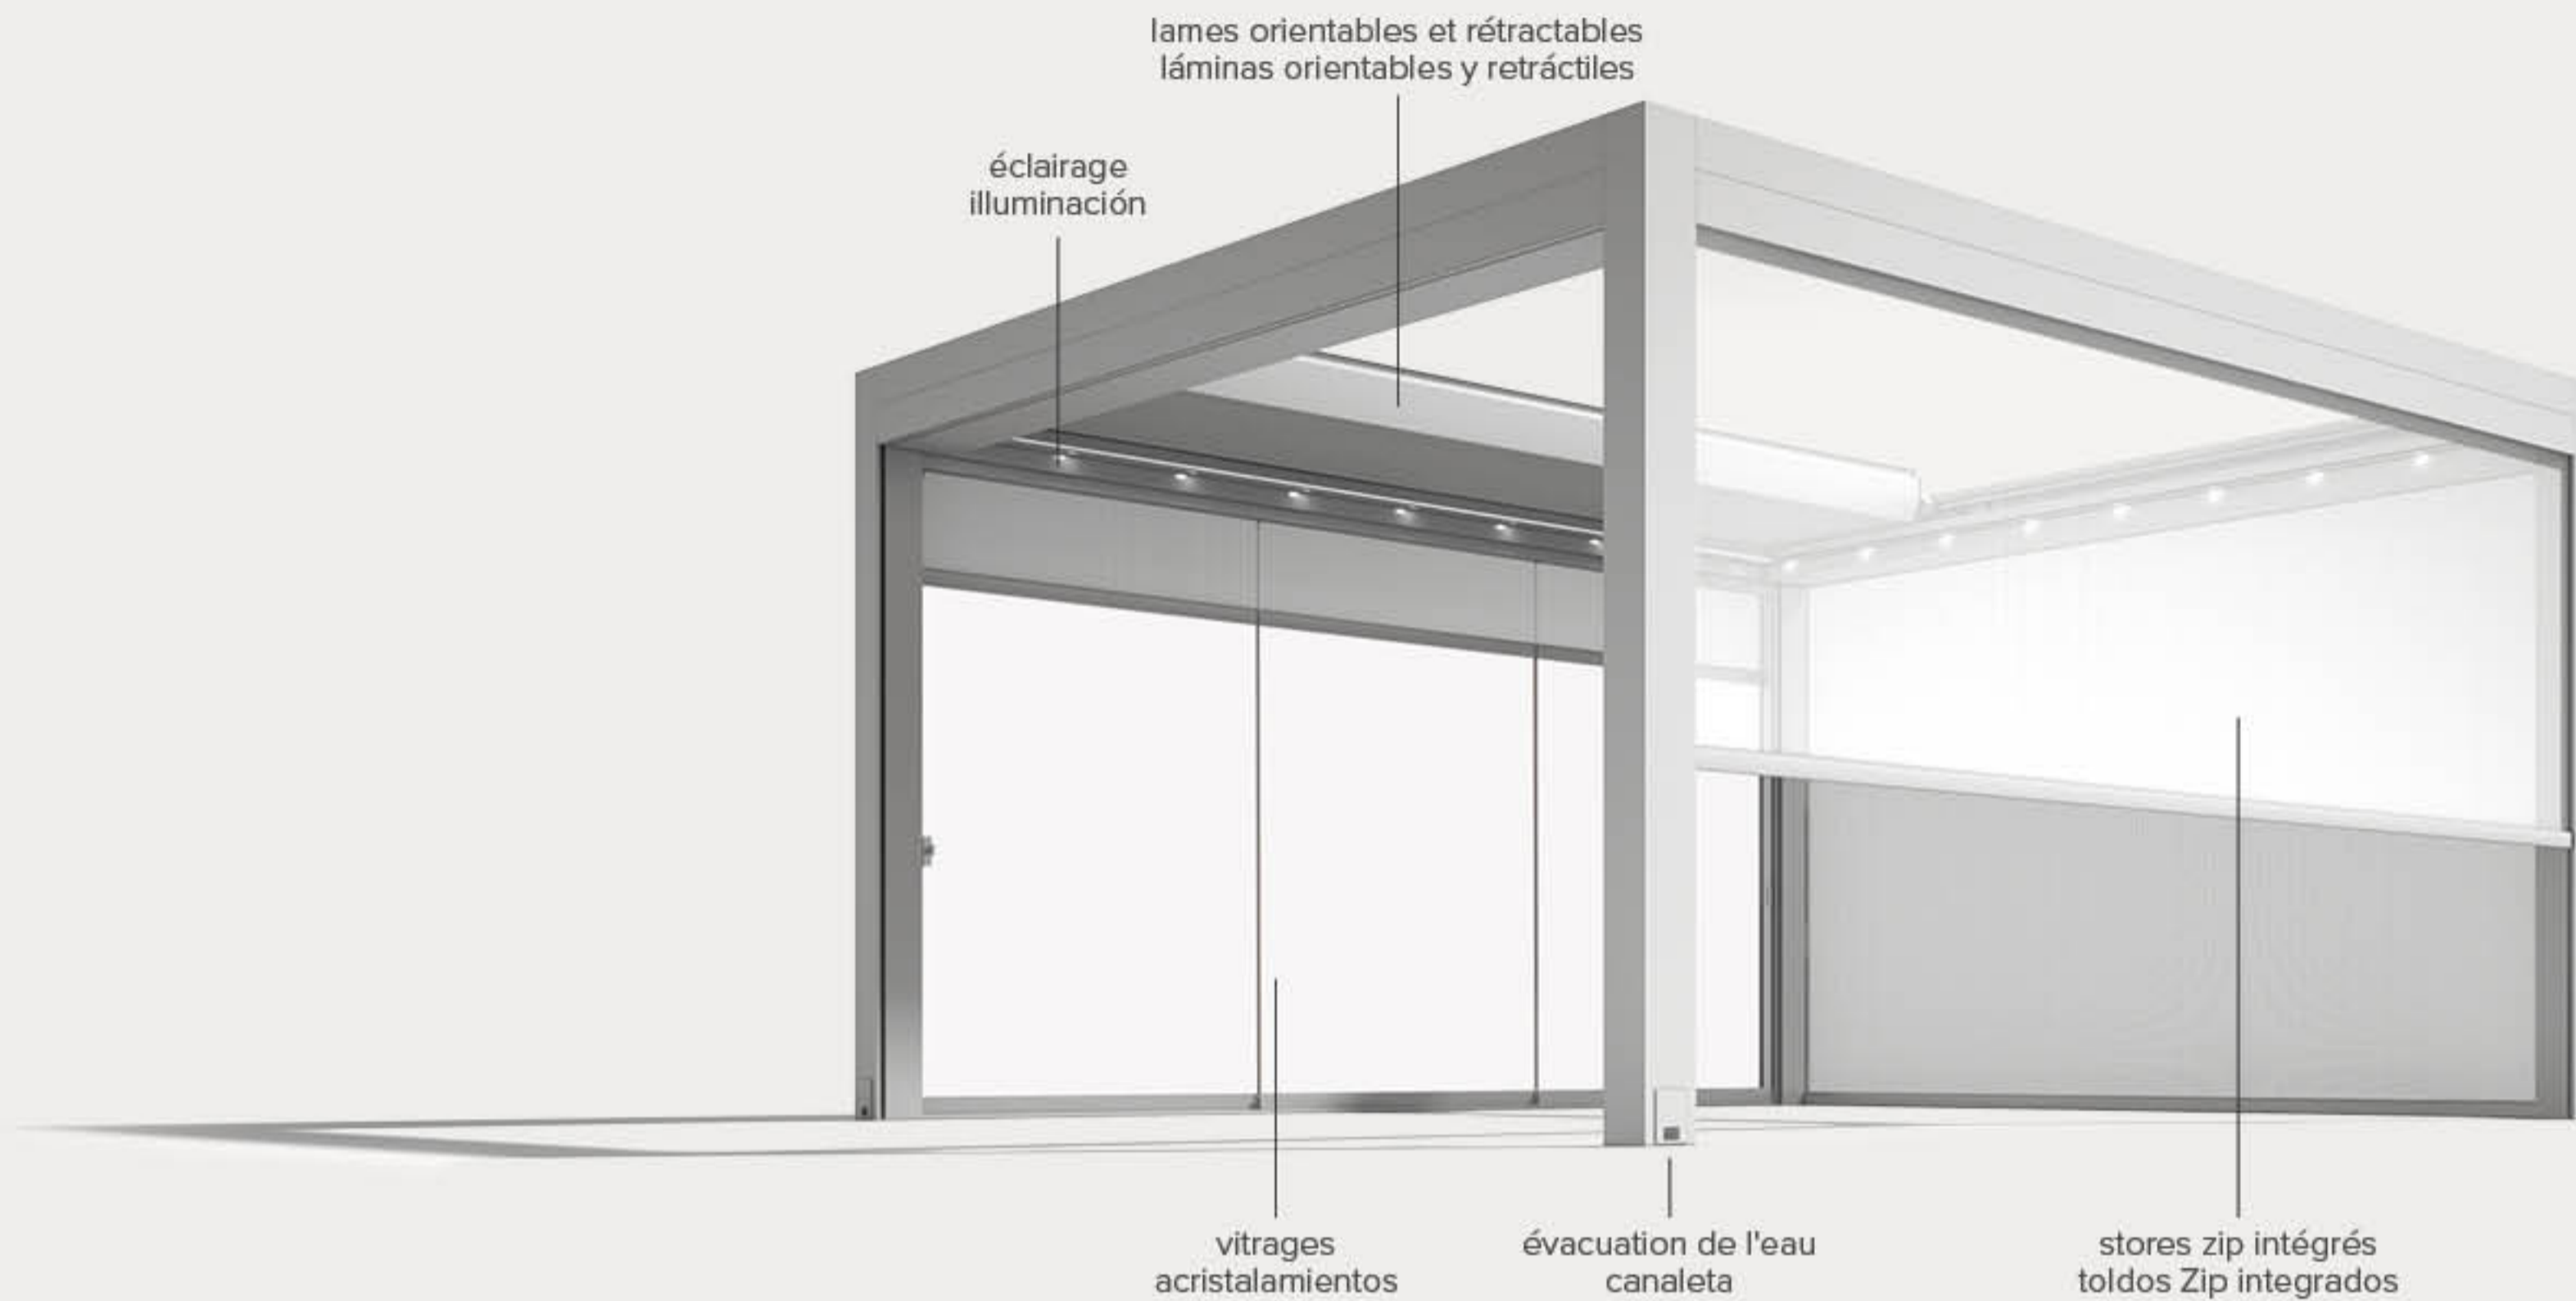 lames orientables et rétractables
láminas orientables y retráctiles
éclairage
illuminación
vitrages
acristalamientos
évacuation de l'eau
canaleta
stores zip intégrés
toldos Zip integrados